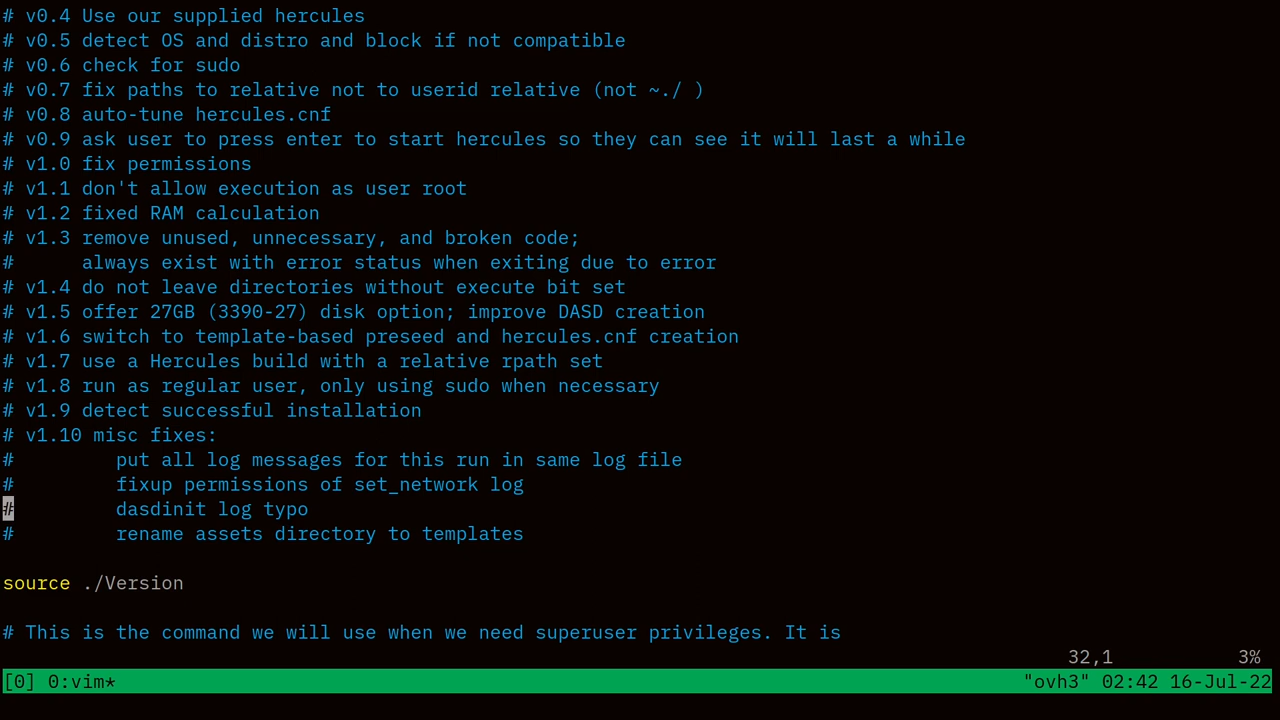 # v0.4 Use our supplied hercules
# v0.5 detect OS and distro and block if not compatible
# v0.6 check for sudo
# v0.7 fix paths to relative not to userid relative (not ~./ )
# v0.8 auto-tune hercules.cnf
# v0.9 ask user to press enter to start hercules so they can see it will last a while
# v1.0 fix permissions
# v1.1 don't allow execution as user root
# v1.2 fixed RAM calculation
# v1.3 remove unused, unnecessary, and broken code;
#      always exist with error status when exiting due to error
# v1.4 do not leave directories without execute bit set
# v1.5 offer 27GB (3390-27) disk option; improve DASD creation
# v1.6 switch to template-based preseed and hercules.cnf creation
# v1.7 use a Hercules build with a relative rpath set
# v1.8 run as regular user, only using sudo when necessary
# v1.9 detect successful installation
# v1.10 misc fixes:
#         put all log messages for this run in same log file
#         fixup permissions of set_network log
#         dasdinit log typo
#         rename assets directory to templates
source ./Version
# This is the command we will use when we need superuser privileges. It is
32,1 3%
[0] 0:vim* "ovh3" 02:42 16-Jul-22